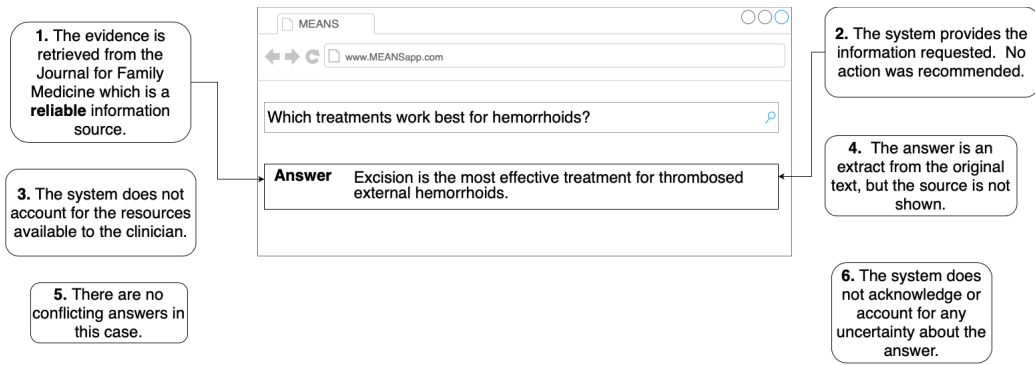 1. The evidence is
retrieved from the
Journal for Family
Medicine which is a
reliable information
source.
3. The system does not
account for the resources
available to the clinician.
5. There are no
conflicting answers in
this case.
MEANS
www.MEANSapp.com
Which treatments work best for hemorrhoids?
Answer Excision is the most effective treatment for thrombosed
external hemorrhoids.
2. The system provides the
information requested. No
action was recommended.
4. The answer is an
extract from the original
text, but the source is not
shown.
6. The system does
not acknowledge or
account for any
uncertainty about the
answer.